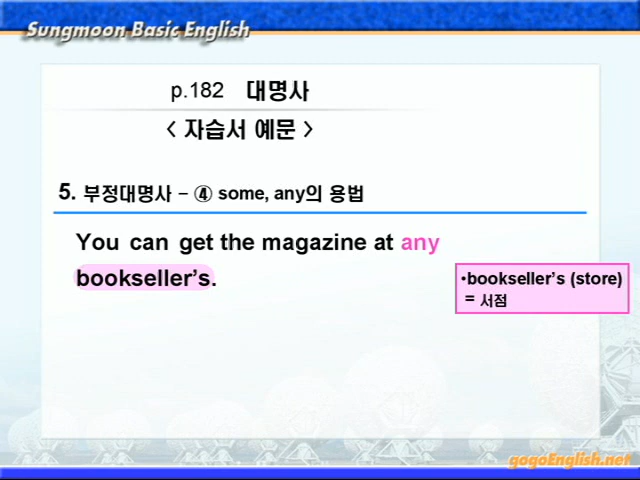 Sungmoon Basic English
p.182 대명사
< 자습서 예문 >
5. 부정대명사 – ④ some, any의 용법
You can get the magazine at any
bookseller’s.
•bookseller’s (store)
= 서점
gogoEnglish.net